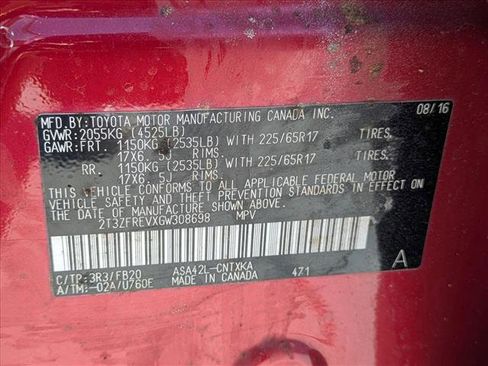 MFD.BY:TOYOTA MOTOR MANUFACTURING CANADA INC. 08/16
GVWR:2055KG (4525LB)
GAWR:FRT. 1150KG (2535LB) WITH 225/65R17 TIRES.
17X6.5J RIMS.
RR. 1150KG (2535LB) WITH 225/65R17 TIRES.
17X6.5J RIMS.
THIS VEHICLE CONFORMS TO ALL APPLICABLE FEDERAL MOTOR
VEHICLE SAFETY AND THEFT PREVENTION STANDARDS IN EFFECT
ON THE DATE OF MANUFACTURE SHOWN ABOVE.
2T3ZFREVXGW308698 MPV
C/TP:3R3/FB20 ASA42L-CNTXKA
A/TM:-02A/U760E MADE IN CANADA 471 A